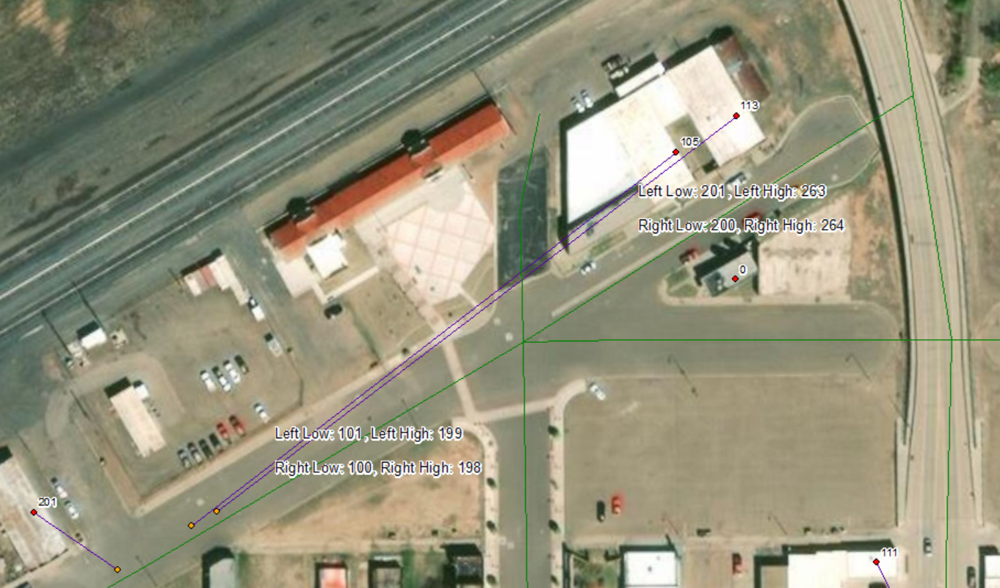 113
105
Left Low: 201, Left High: 263
Right Low: 200, Right High: 264
0
Left Low: 101, Left High: 199
Right Low: 100, Right High: 198
201
111